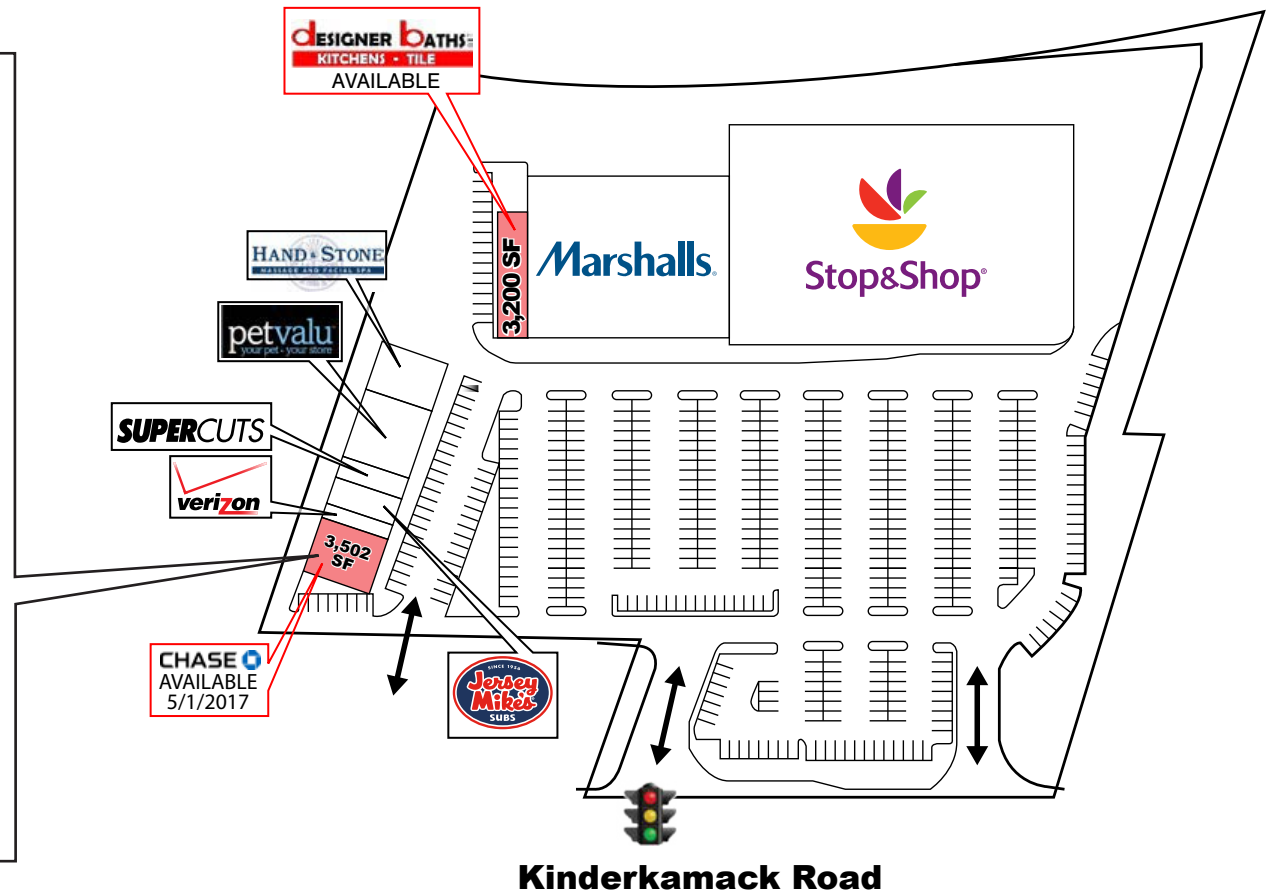 DESIGNER BATHS
KITCHENS • TILE
AVAILABLE
HAND & STONE
MASSAGE AND FACIAL SPA
petvalu
your pet • your store
SUPERCUTS
verizon
3,200 SF
Marshalls.
Stop&Shop®
3,502
SF
CHASE
AVAILABLE
5/1/2017
SINCE 1956
Jersey
Mike's
SUBS
Kinderkamack Road